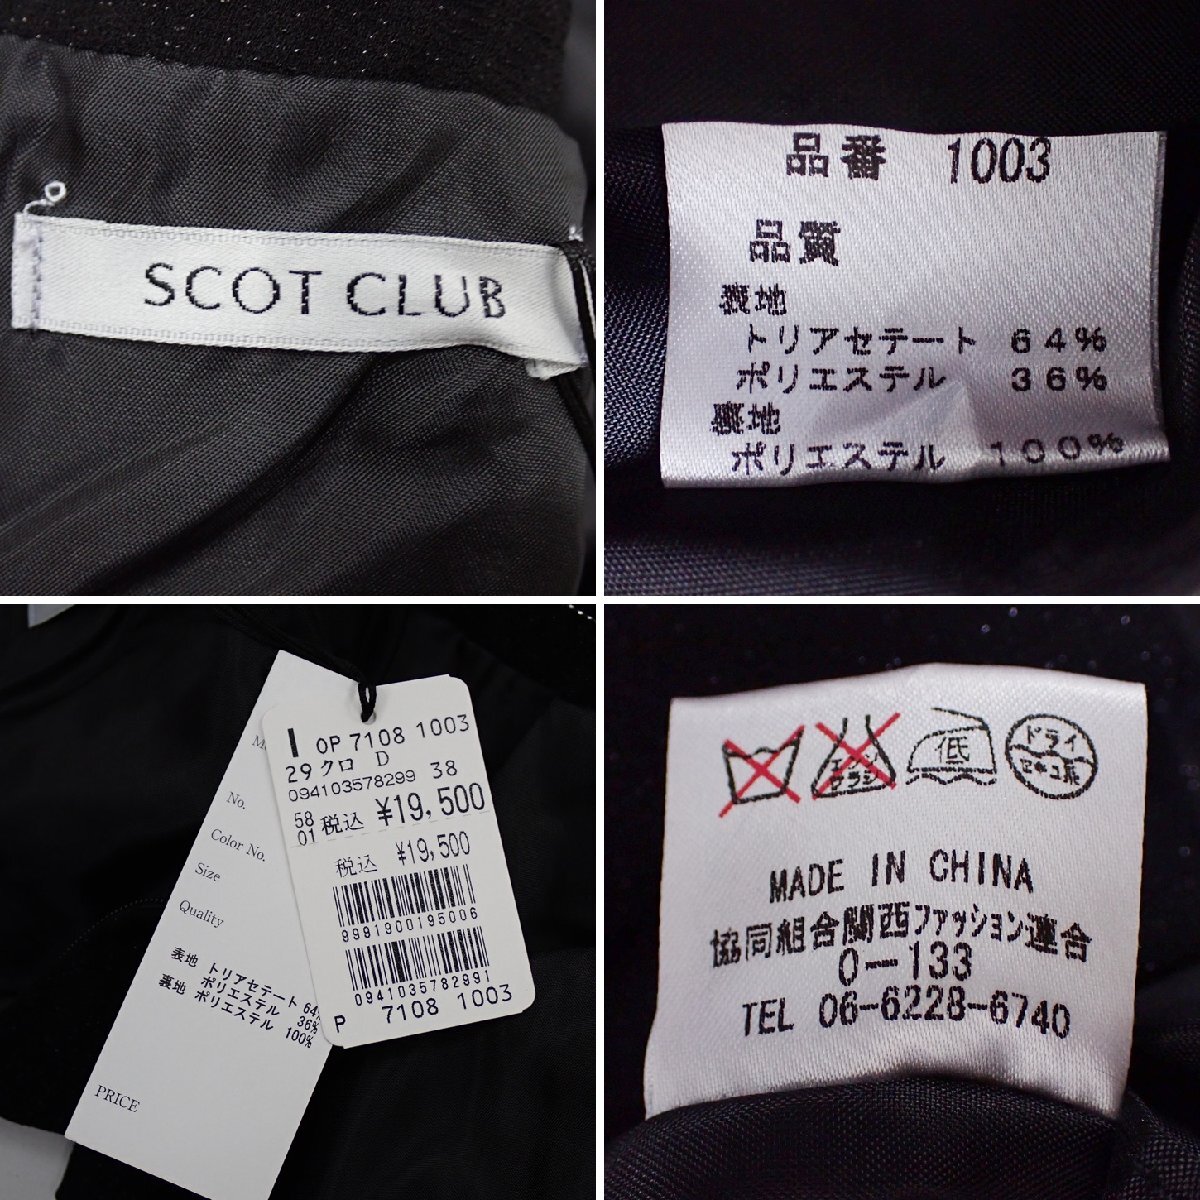 SCOT CLUB
品番 1003
品質
表地
トリアセテート 64%
ポリエステル 36%
裏地
ポリエステル 100%
No.
Color No.
Size
Quality
表地 トリアセテート 64
ポリエステル 36%
裏地 ポリエステル 100%
PRICE
I OP 7108 1003
29 クロ D
094103578299 38
58
01 税込 ¥19,500
税込 ¥19,500
9991900195006
0941035782991
P 7108 1003
低
ドライ
セキユ系
MADE IN CHINA
協同組合関西ファッション連合
O-133
TEL 06-6228-6740